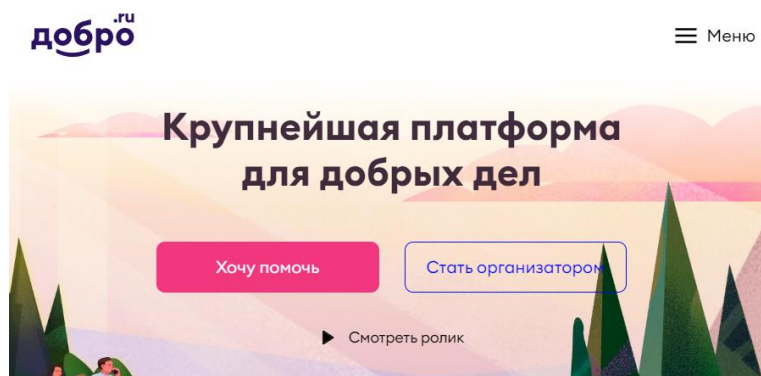 добро.ru
Меню
Крупнейшая платформа
для добрых дел
Хочу помочь
Стать организатором
Смотреть ролик